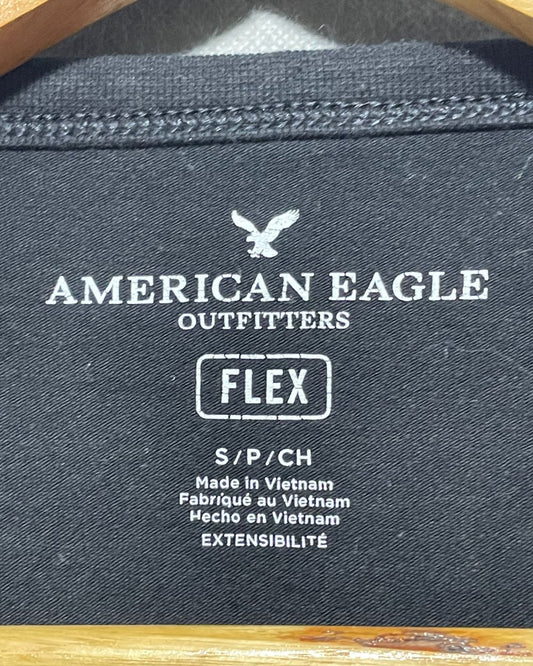 AMERICAN EAGLE
OUTFITTERS
FLEX
S/P/CH
Made in Vietnam
Fabriqué au Vietnam
Hecho en Vietnam
EXTENSIBILITÉ